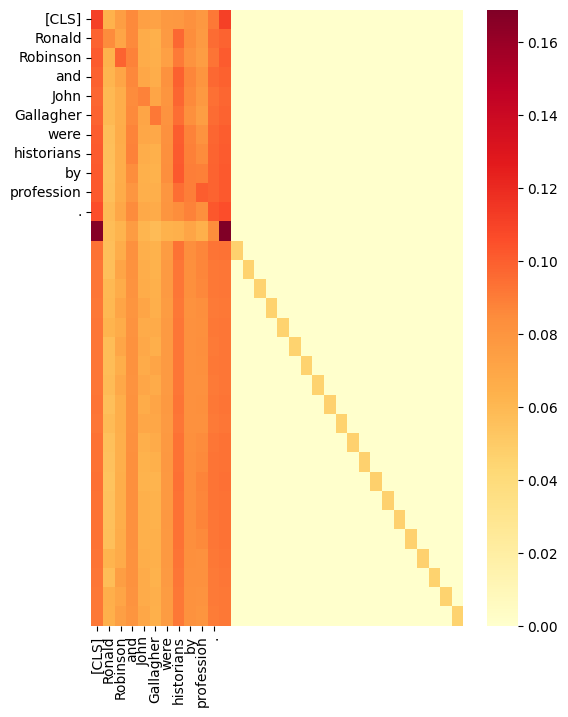 [CLS]
Ronald
Robinson
and
John
Gallagher
were
historians
by
profession
.
0.16
0.14
0.12
0.10
0.08
0.06
0.04
0.02
0.00
[CLS]
Ronald
Robinson
and
John
Gallagher
were
historians
by
profession
.